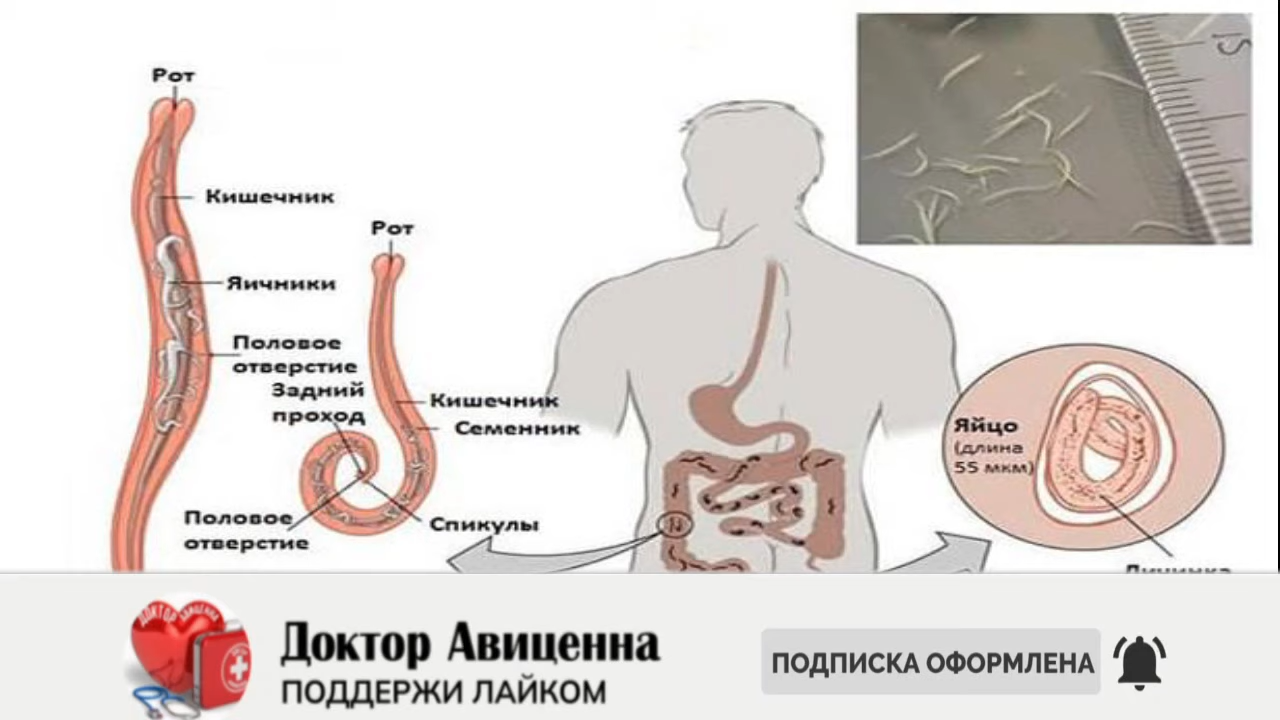 Рот
Кишечник
Яичники
Половое
отверстие
Задний
проход
Рот
Кишечник
Семенник
Спикулы
Половое
отверстие
Яйцо
(длина
55 мкм)
Доктор Авиценна
ПОДДЕРЖИ ЛАЙКОМ
ПОДПИСКА ОФОРМЛЕНА